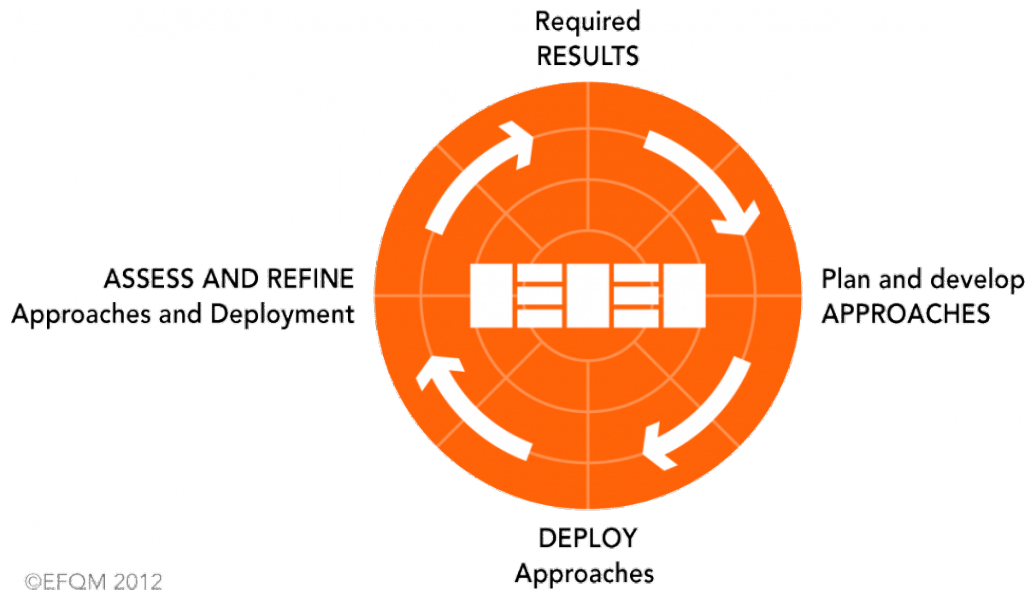 Required
RESULTS
ASSESS AND REFINE
Approaches and Deployment
Plan and develop
APPROACHES
DEPLOY
Approaches
©EFQM 2012